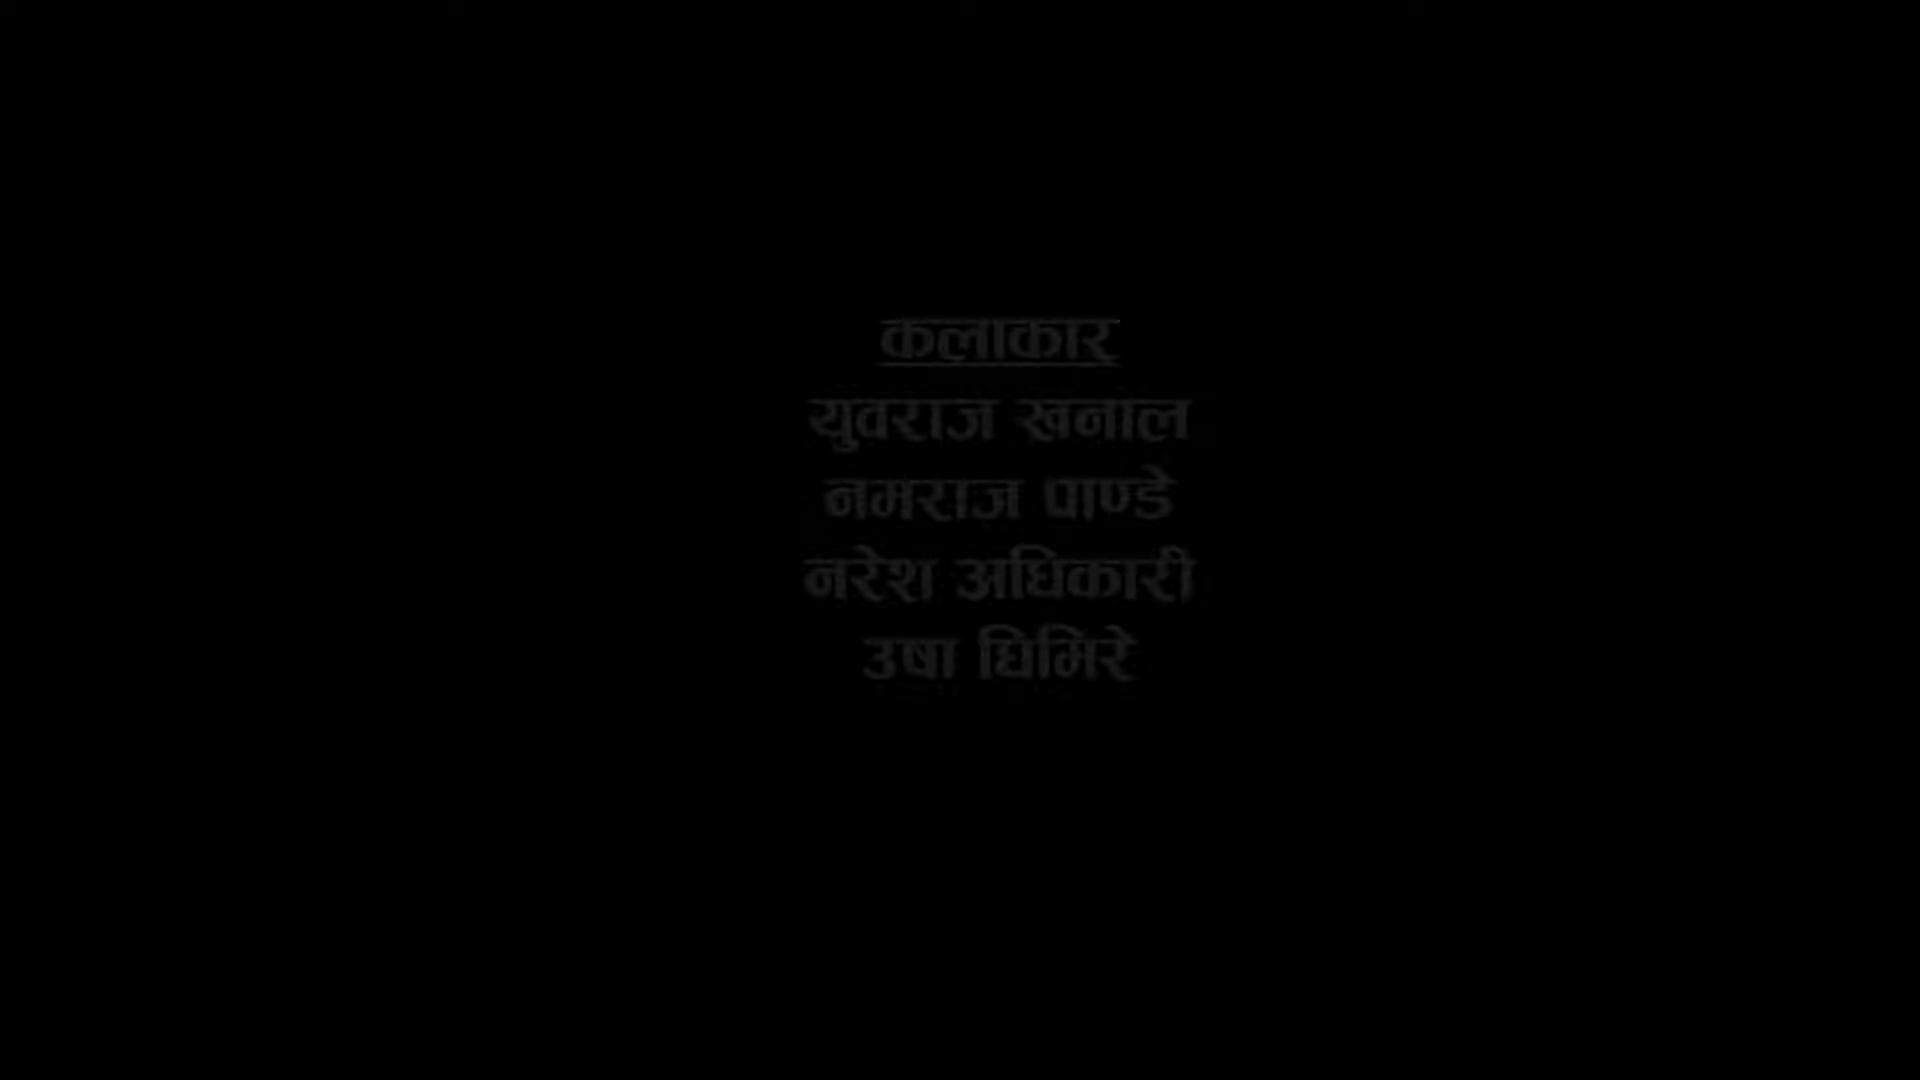 कलाकार
युवराज खनाल
नमराज पाण्डे
नरेश अधिकारी
उषा घिमिरे